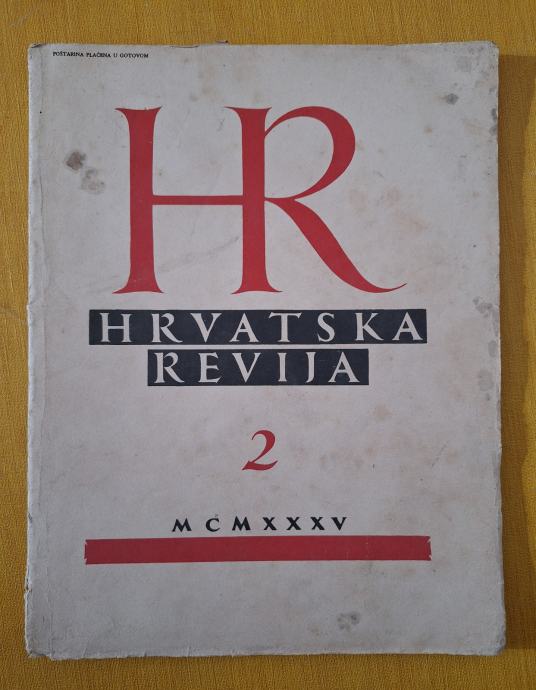 POŠTARINA PLAĆENA U GOTOVOM
HR
HRVATSKA
REVIJA
2
MCMXXXV